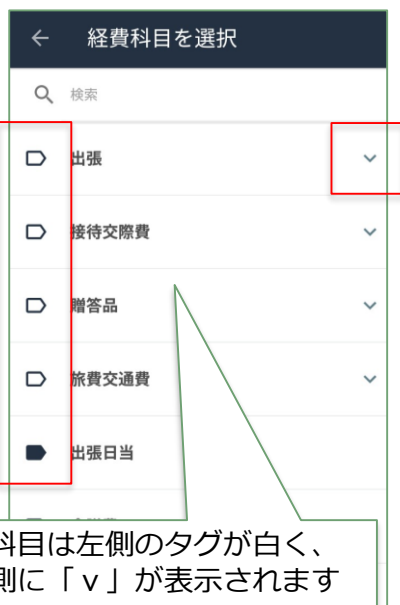 経費科目を選択
検索
出張
接待交際費
贈答品
旅費交通費
出張日当
科目は左側のタグが白く、
側に「v」が表示されます